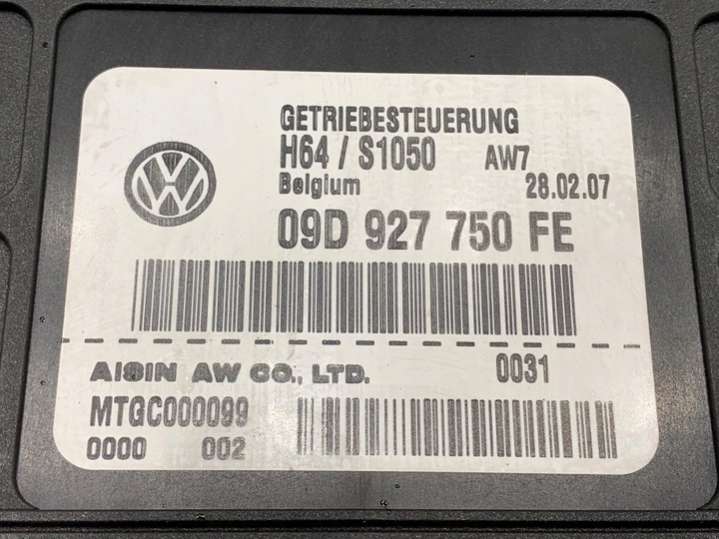 GETRIEBESTEUERUNG
H64 / S1050 AW7
Belgium 28.02.07
09D 927 750 FE
AISIN AW CO., LTD. 0031
MTGC000099
0000 002